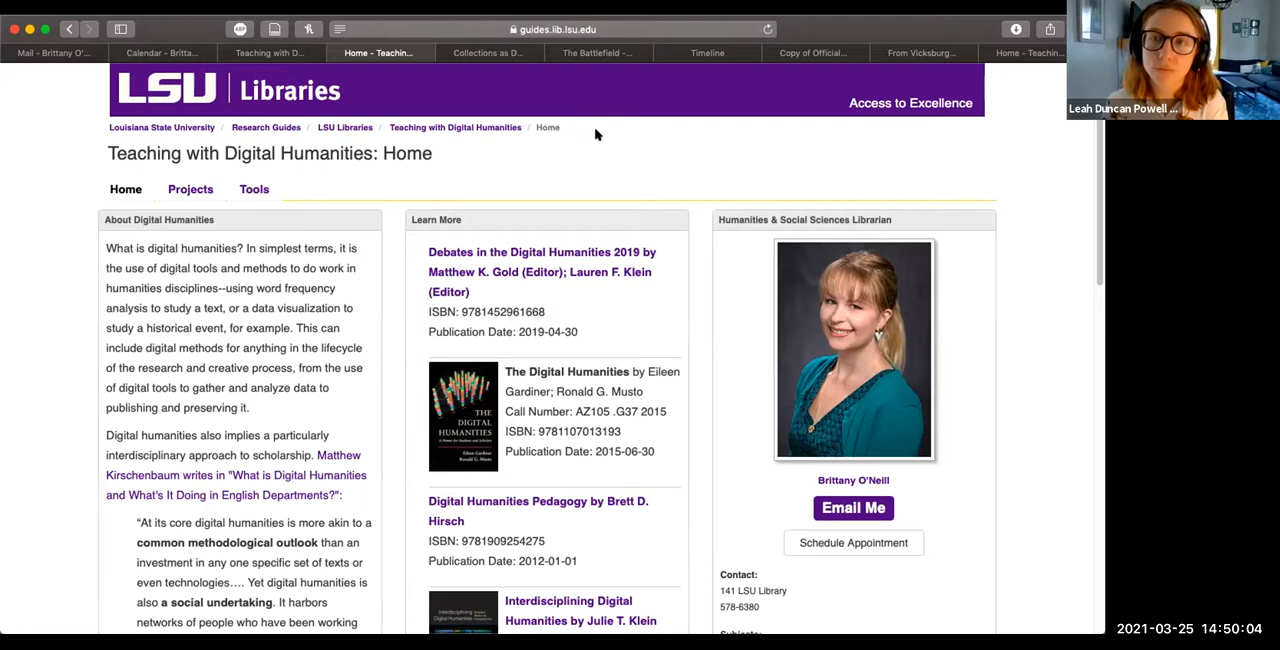 guides.lib.lsu.edu
Mail - Brittany O'...
Calendar - Britta...
Teaching with D...
Home - Teachin...
Collections as D...
The Battlefield -...
Timeline
Copy of Official...
From Vicksburg...
Home - Teachin...
Leah Duncan Powell ...
LSU Libraries
Access to Excellence
Louisiana State University / Research Guides / LSU Libraries / Teaching with Digital Humanities / Home
Teaching with Digital Humanities: Home
Home Projects Tools
About Digital Humanities
What is digital humanities? In simplest terms, it is
the use of digital tools and methods to do work in
humanities disciplines--using word frequency
analysis to study a text, or a data visualization to
study a historical event, for example. This can
include digital methods for anything in the lifecycle
of the research and creative process, from the use
of digital tools to gather and analyze data to
publishing and preserving it.
Digital humanities also implies a particularly
interdisciplinary approach to scholarship. Matthew
Kirschenbaum writes in "What is Digital Humanities
and What's It Doing in English Departments?":
“At its core digital humanities is more akin to a
common methodological outlook than an
investment in any one specific set of texts or
even technologies.... Yet digital humanities is
also a social undertaking. It harbors
networks of people who have been working
Learn More
Debates in the Digital Humanities 2019 by
Matthew K. Gold (Editor); Lauren F. Klein
(Editor)
ISBN: 9781452961668
Publication Date: 2019-04-30
THE
DIGITAL
HUMANITIES
Eileen Gardiner
Ronald G. Musto
The Digital Humanities by Eileen
Gardiner; Ronald G. Musto
Call Number: AZ105 .G37 2015
ISBN: 9781107013193
Publication Date: 2015-06-30
Digital Humanities Pedagogy by Brett D.
Hirsch
ISBN: 9781909254275
Publication Date: 2012-01-01
Interdisciplining Digital
Humanities by Julie T. Klein
Humanities & Social Sciences Librarian
Brittany O'Neill
Email Me
Schedule Appointment
Contact:
141 LSU Library
578-6380
2021-03-25 14:50:04